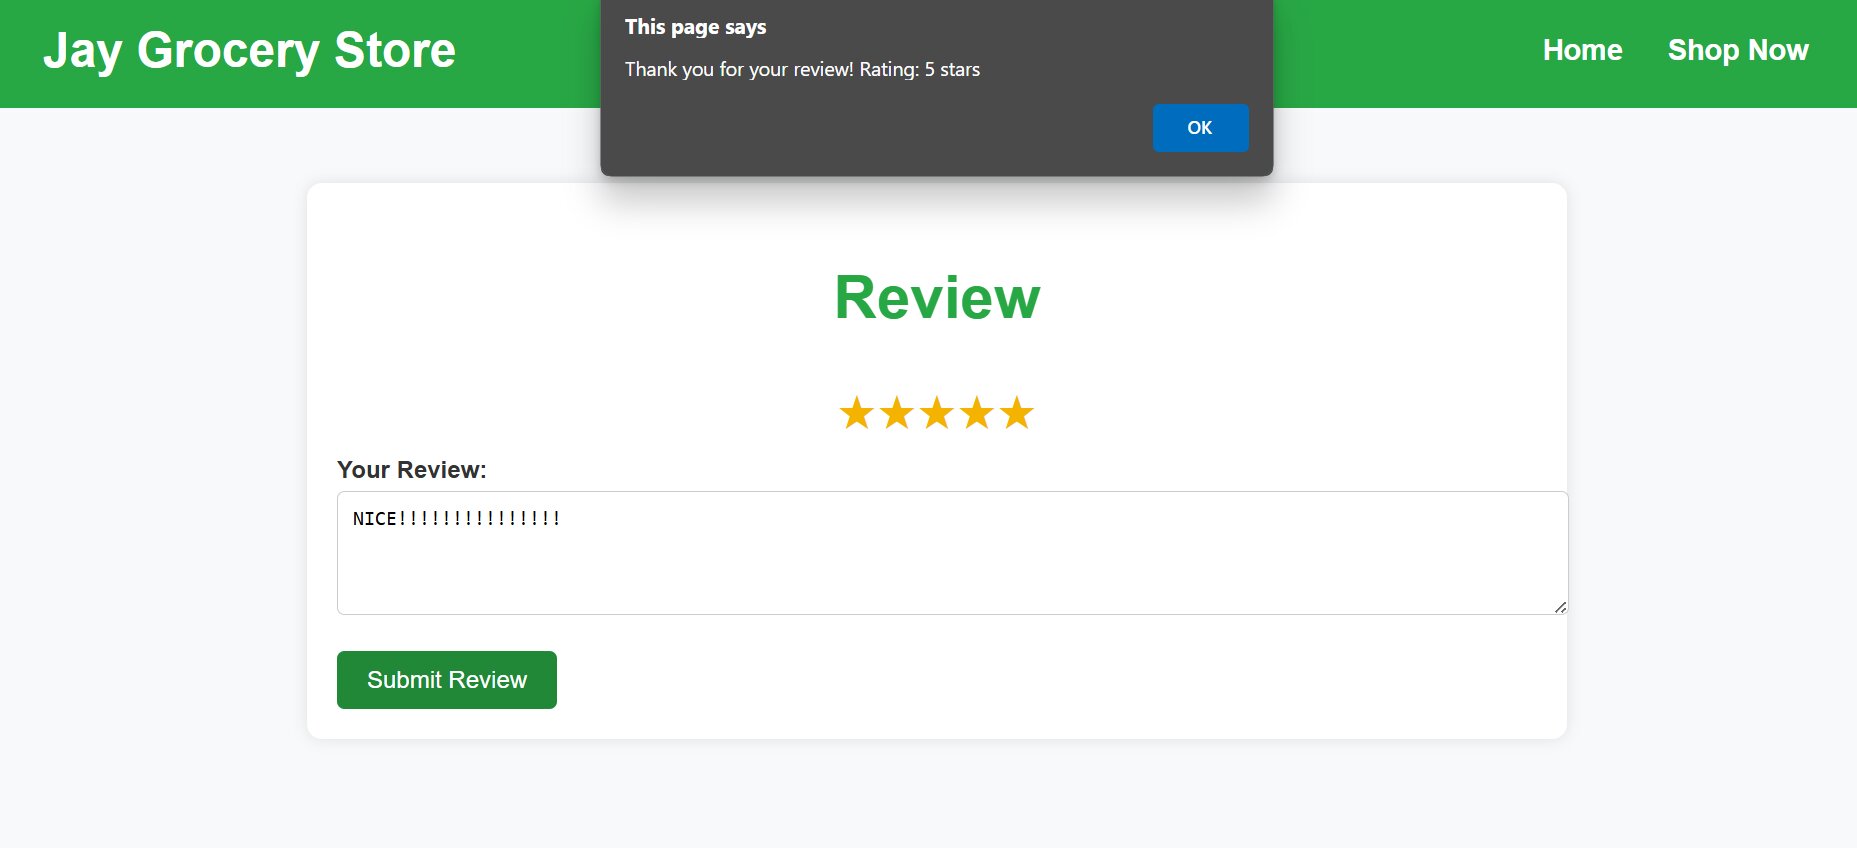 Jay Grocery Store
Home Shop Now
This page says
Thank you for your review! Rating: 5 stars
OK
Review
★★★★★
Your Review:
NICE!!!!!!!!!!!!!!!
Submit Review